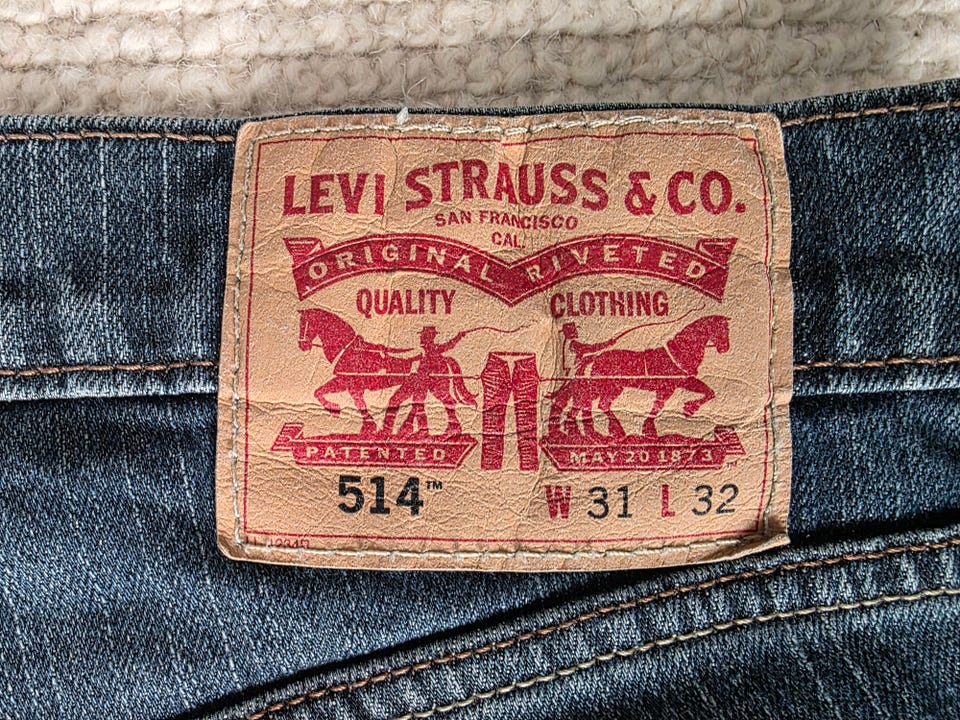 LEVI STRAUSS & CO.
SAN FRANCISCO
CAL.
ORIGINAL RIVETED
QUALITY CLOTHING
PATENTED MAY 20 1873
514™ W 31 L 32